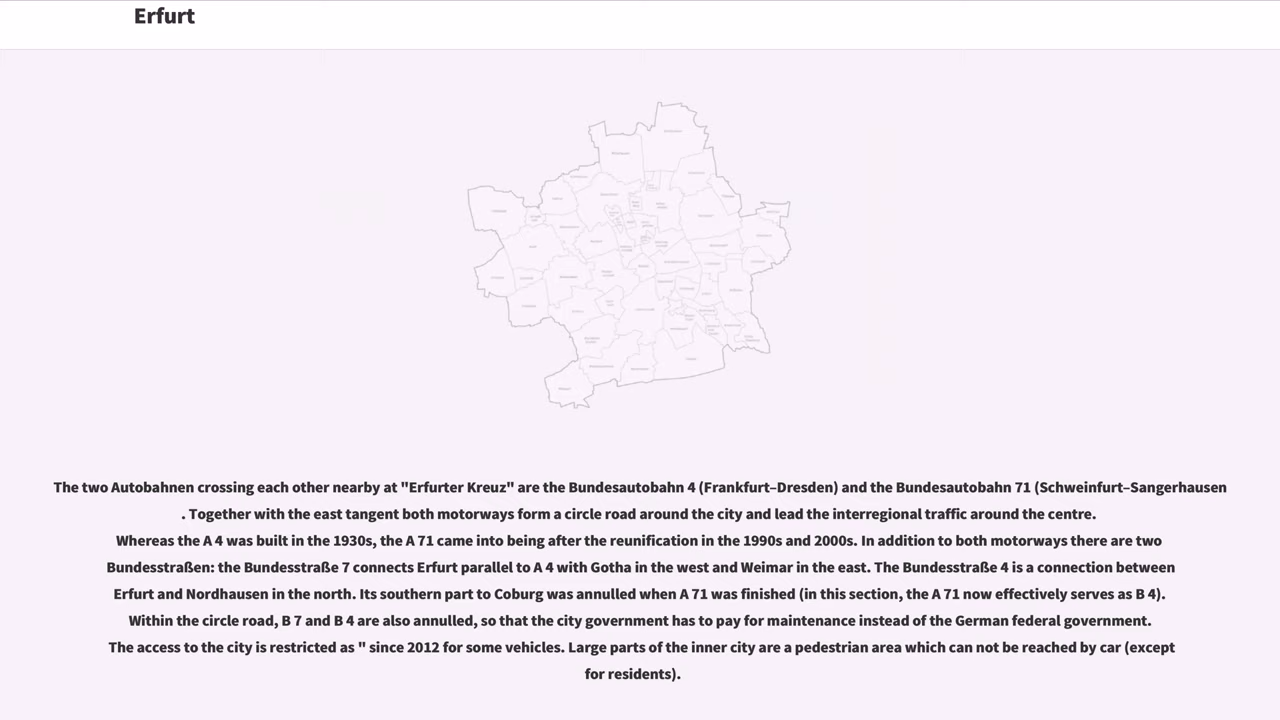 Erfurt
The two Autobahnen crossing each other nearby at "Erfurter Kreuz" are the Bundesautobahn 4 (Frankfurt–Dresden) and the Bundesautobahn 71 (Schweinfurt–Sangerhausen
. Together with the east tangent both motorways form a circle road around the city and lead the interregional traffic around the centre.
Whereas the A 4 was built in the 1930s, the A 71 came into being after the reunification in the 1990s and 2000s. In addition to both motorways there are two
Bundesstraßen: the Bundesstraße 7 connects Erfurt parallel to A 4 with Gotha in the west and Weimar in the east. The Bundesstraße 4 is a connection between
Erfurt and Nordhausen in the north. Its southern part to Coburg was annulled when A 71 was finished (in this section, the A 71 now effectively serves as B 4).
Within the circle road, B 7 and B 4 are also annulled, so that the city government has to pay for maintenance instead of the German federal government.
The access to the city is restricted as " since 2012 for some vehicles. Large parts of the inner city are a pedestrian area which can not be reached by car (except
for residents).